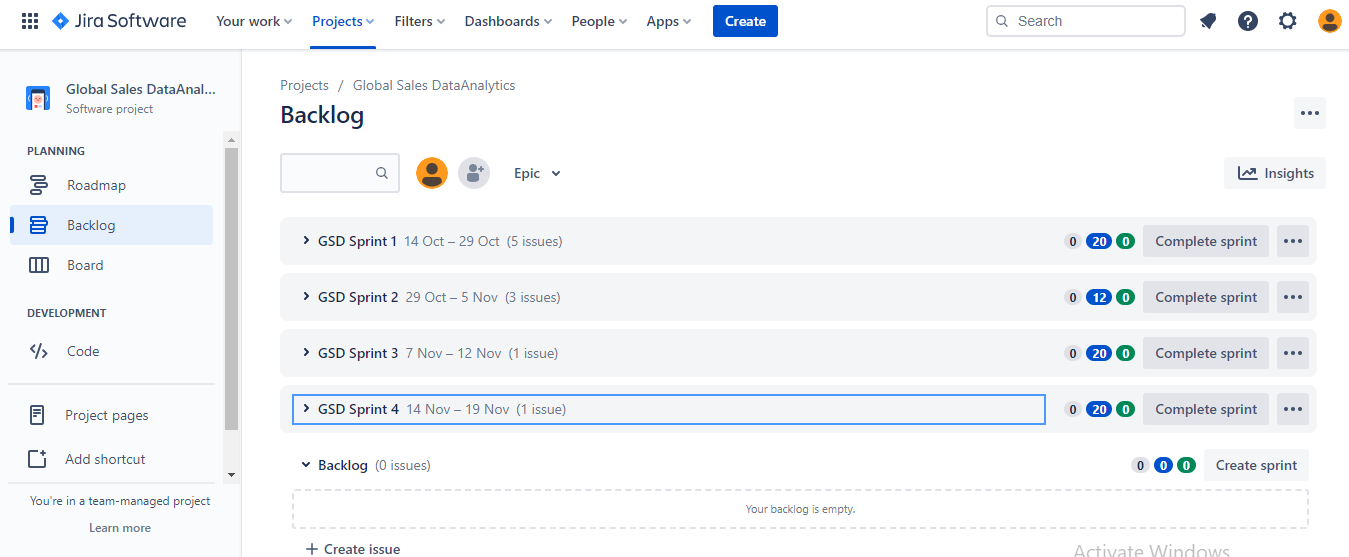 Jira Software Your work Projects Filters Dashboards People Apps Create Search
Global Sales DataAnal...
Software project
PLANNING
Roadmap
Backlog
Board
DEVELOPMENT
Code
Project pages
Add shortcut
You're in a team-managed project
Learn more
Projects / Global Sales DataAnalytics
Backlog
Epic Insights
GSD Sprint 1 14 Oct – 29 Oct (5 issues) 0 20 0 Complete sprint
GSD Sprint 2 29 Oct – 5 Nov (3 issues) 0 12 0 Complete sprint
GSD Sprint 3 7 Nov – 12 Nov (1 issue) 0 20 0 Complete sprint
GSD Sprint 4 14 Nov – 19 Nov (1 issue) 0 20 0 Complete sprint
Backlog (0 issues) 0 0 0 Create sprint
Your backlog is empty.
+ Create issue
Activate Windows